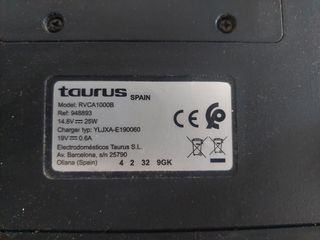 taurus SPAIN
Model: RVCA1000B
Ref: 948893
14.8V ⎓ 25W
Charger typ: YLJXA-E190060
19V ⎓ 0.6A
Electrodomésticos Taurus S.L.
Av. Barcelona, s/n 25790
Oliana (Spain) 4 2 32 9GK